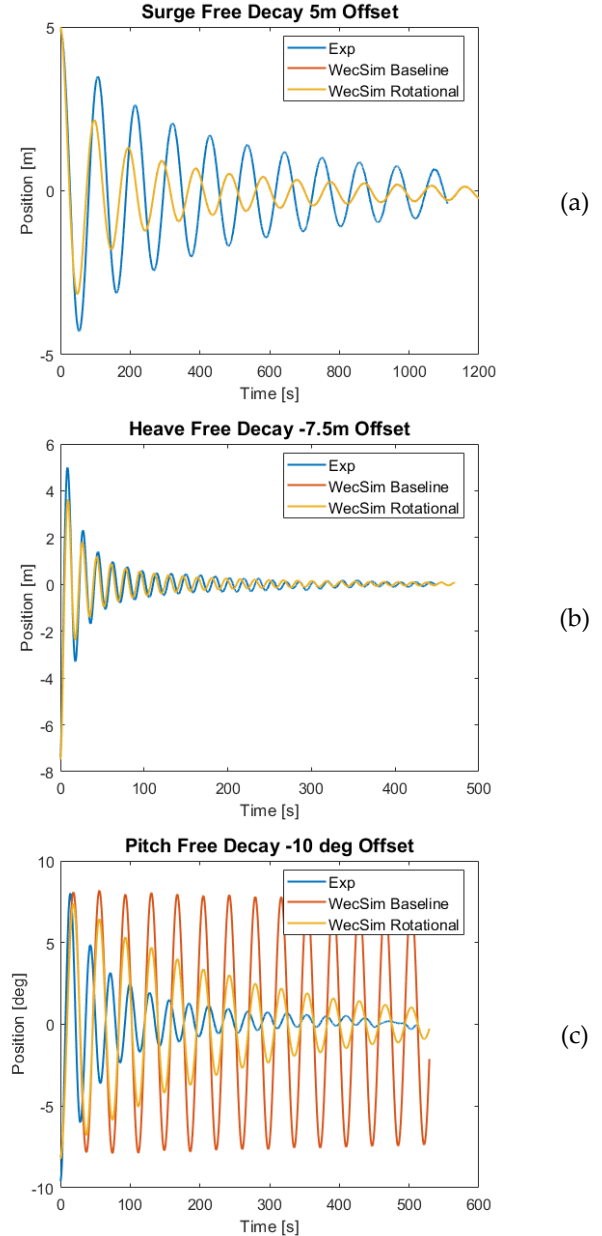 Surge Free Decay 5m Offset
5
0
-5
Position [m]
Exp
WecSim Baseline
WecSim Rotational
0 200 400 600 800 1000 1200
Time [s]
(a)
Heave Free Decay -7.5m Offset
6
4
2
0
-2
-4
-6
-8
Position [m]
Exp
WecSim Baseline
WecSim Rotational
0 100 200 300 400 500
Time [s]
(b)
Pitch Free Decay -10 deg Offset
10
5
0
-5
-10
Position [deg]
Exp
WecSim Baseline
WecSim Rotational
0 100 200 300 400 500 600
Time [s]
(c)